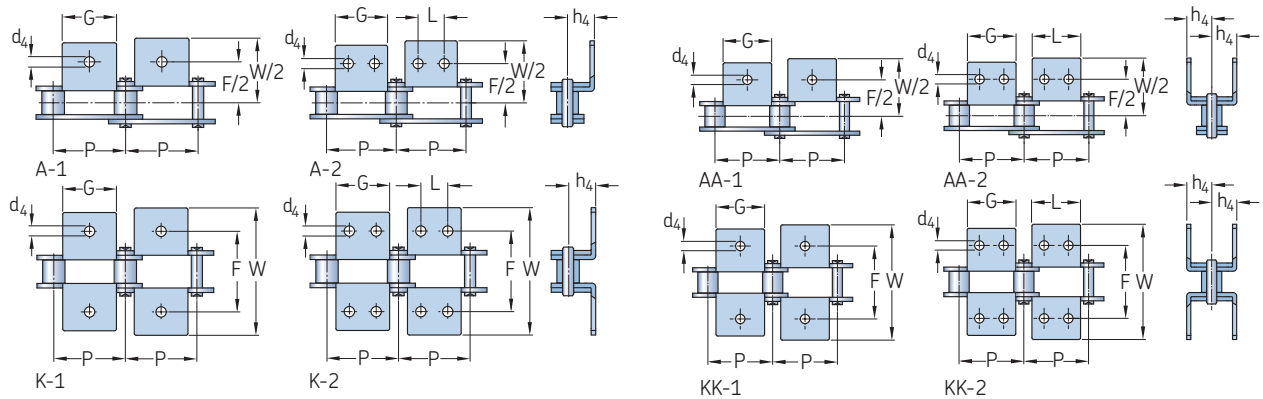 G
d4
W/2
F/2
P P
A-1
G L
d4
W/2
F/2
P P
A-2
h4
G
d4
W/2
F/2
P P
AA-1
G L
d4
W/2
F/2
P P
AA-2
h4
h4
G
d4
F W
P P
K-1
G L
d4
F W
P P
K-2
h4
G
d4
F W
P P
KK-1
G L
d4
F W
P P
KK-2
h4
h4